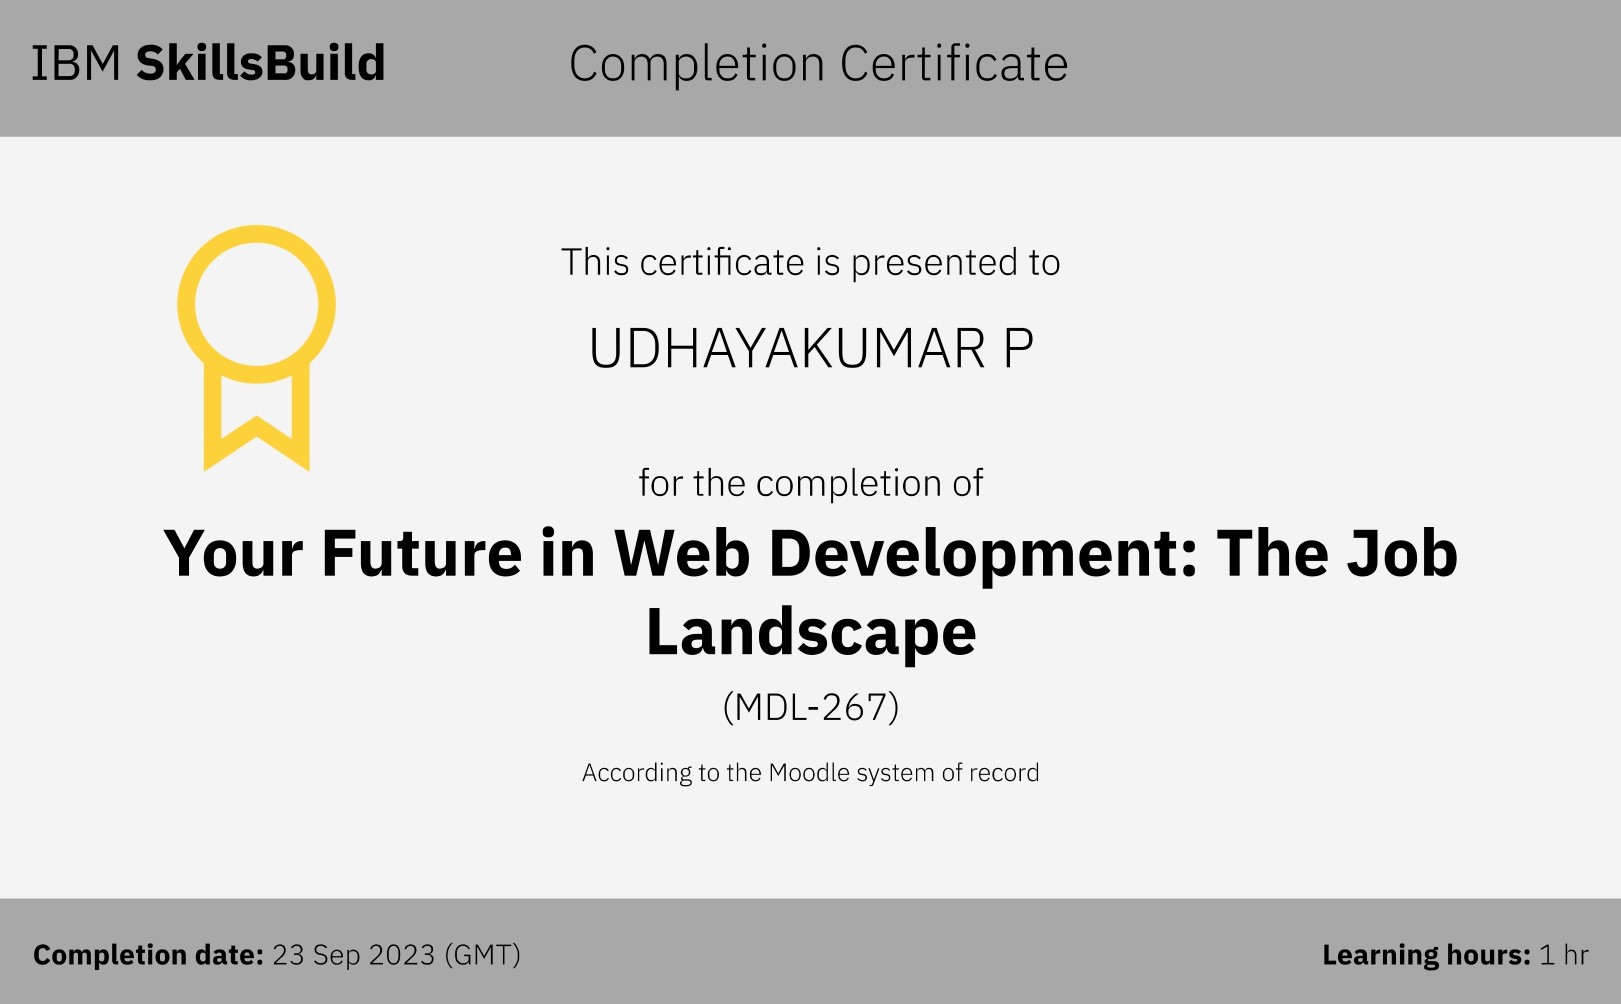 IBM SkillsBuild
Completion Certificate
This certificate is presented to
UDHAYAKUMAR P
for the completion of
Your Future in Web Development: The Job
Landscape
(MDL-267)
According to the Moodle system of record
Completion date: 23 Sep 2023 (GMT)
Learning hours: 1 hr